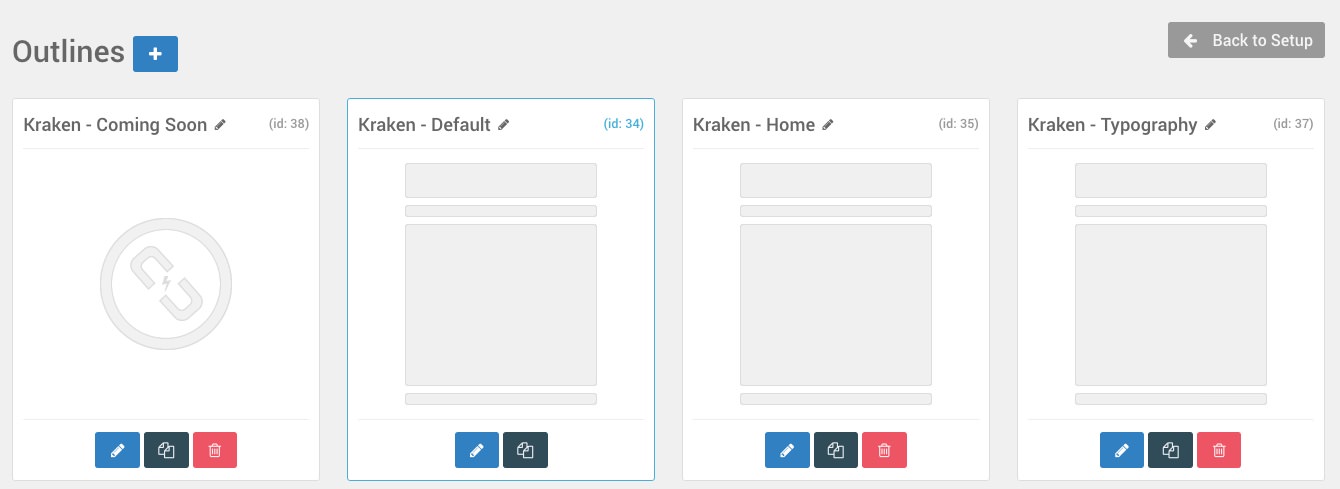 Outlines
Back to Setup
Kraken - Coming Soon (id: 38)
Kraken - Default (id: 34)
Kraken - Home (id: 35)
Kraken - Typography (id: 37)